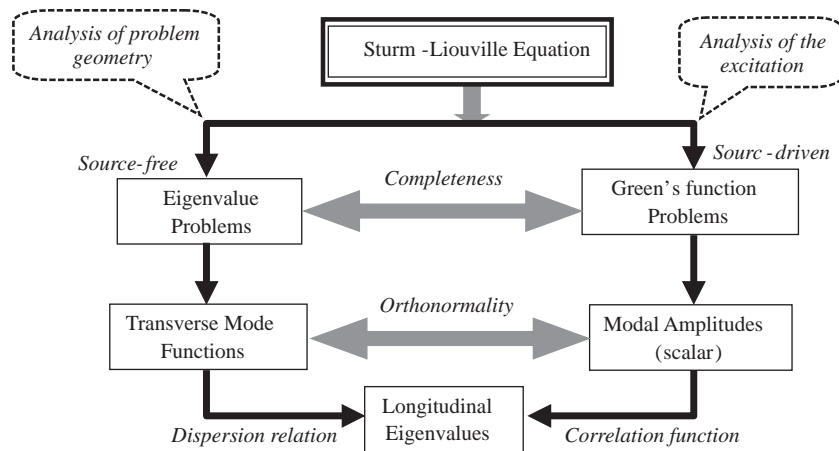 Analysis of problem
geometry
Sturm -Liouville Equation
Analysis of the
excitation
Source-free
Sourc -driven
Completeness
Eigenvalue
Problems
Green's function
Problems
Orthonormality
Transverse Mode
Functions
Modal Amplitudes
(scalar)
Longitudinal
Eigenvalues
Dispersion relation
Correlation function